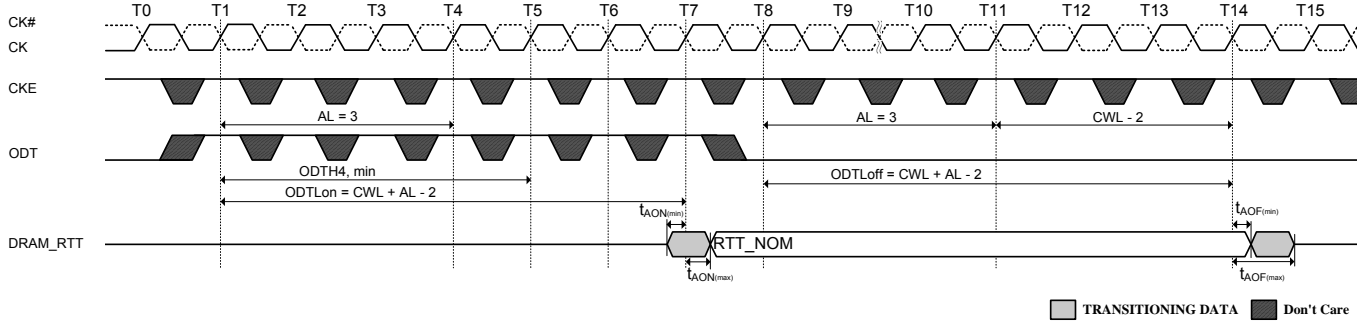 T0 T1 T2 T3 T4 T5 T6 T7 T8 T9 T10 T11 T12 T13 T14 T15
CK#
CK
CKE
AL = 3 AL = 3 CWL - 2
ODT
ODTH4, min ODTLoff = CWL + AL - 2
ODTLon = CWL + AL - 2
tAON(min) tAOF(min)
DRAM_RTT RTT_NOM
tAON(max) tAOF(max)
TRANSITIONING DATA Don't Care